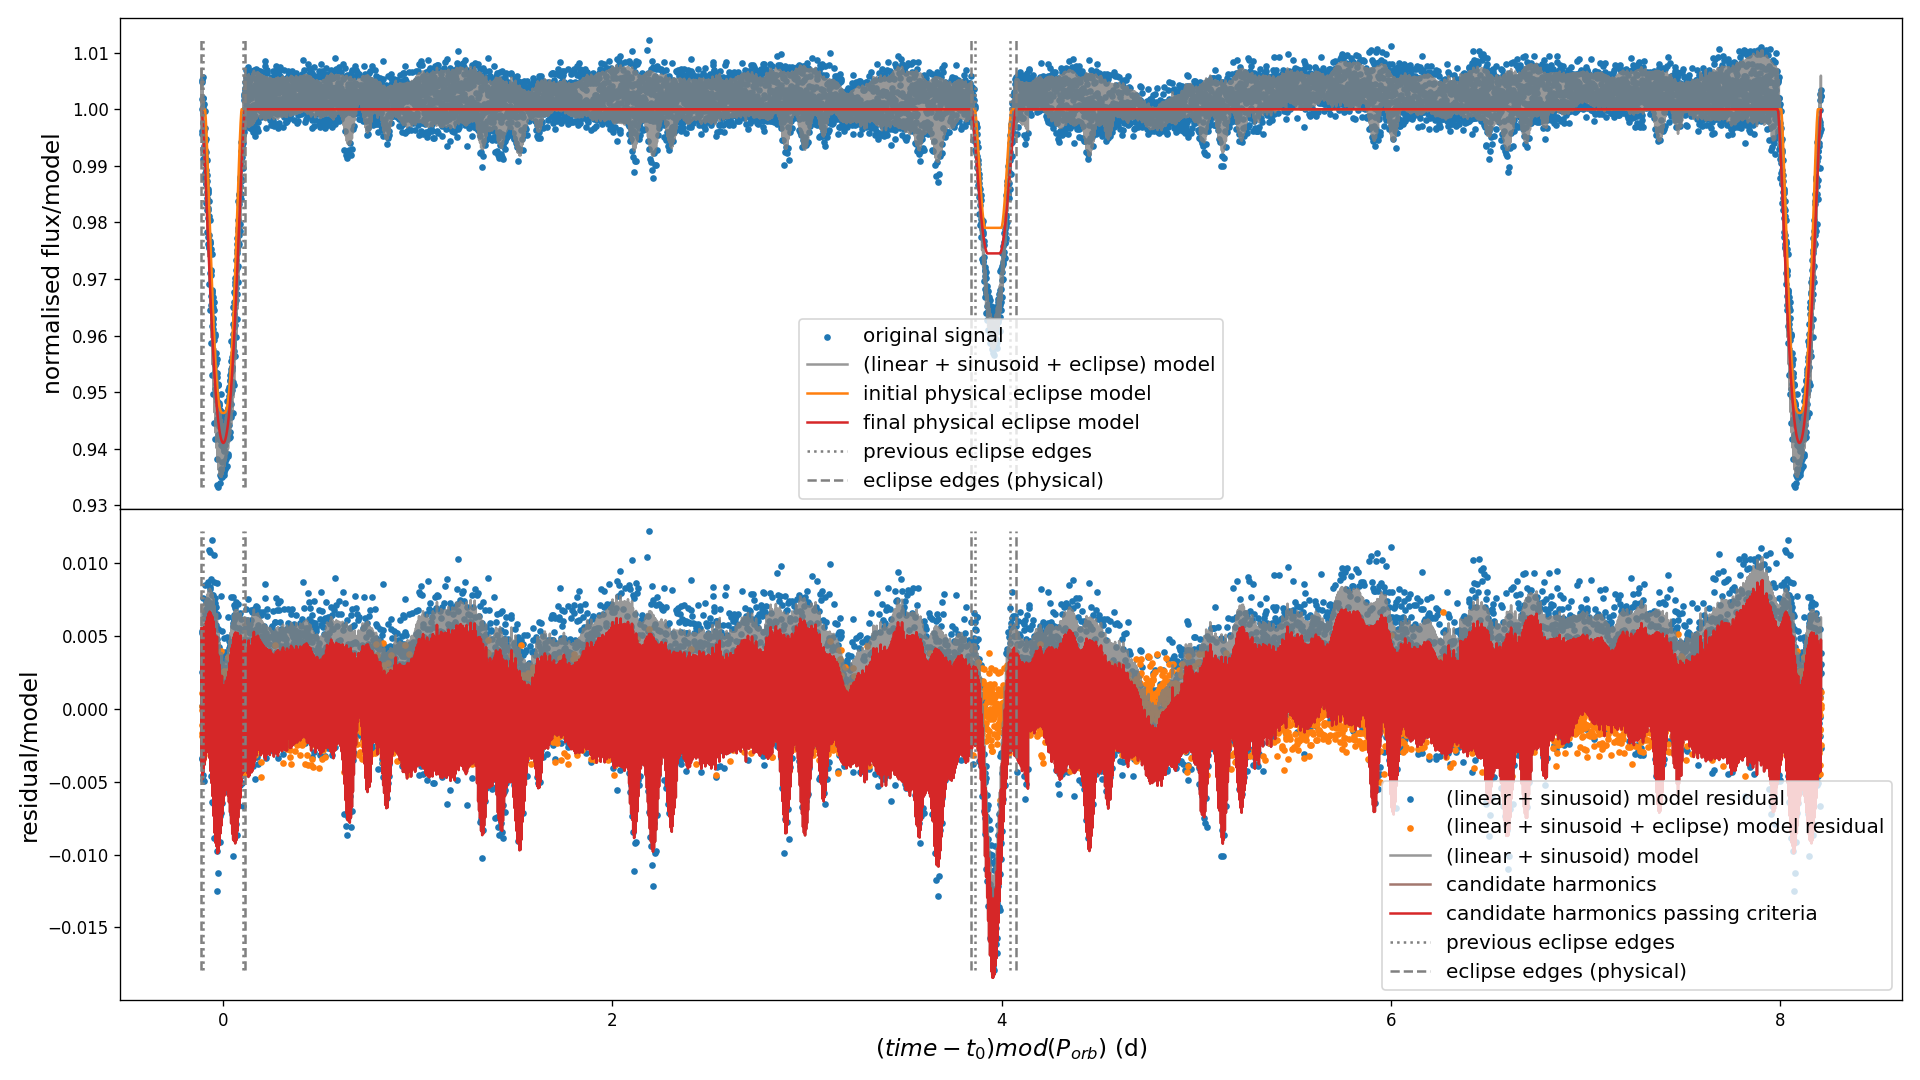 normalised flux/model
1.01
1.00
0.99
0.98
0.97
0.96
0.95
0.94
0.93
original signal
(linear + sinusoid + eclipse) model
initial physical eclipse model
final physical eclipse model
previous eclipse edges
eclipse edges (physical)
residual/model
0.010
0.005
0.000
−0.005
−0.010
−0.015
(linear + sinusoid) model residual
(linear + sinusoid + eclipse) model residual
(linear + sinusoid) model
candidate harmonics
candidate harmonics passing criteria
previous eclipse edges
eclipse edges (physical)
0 2 4 6 8
(time − t₀)mod(P_orb) (d)